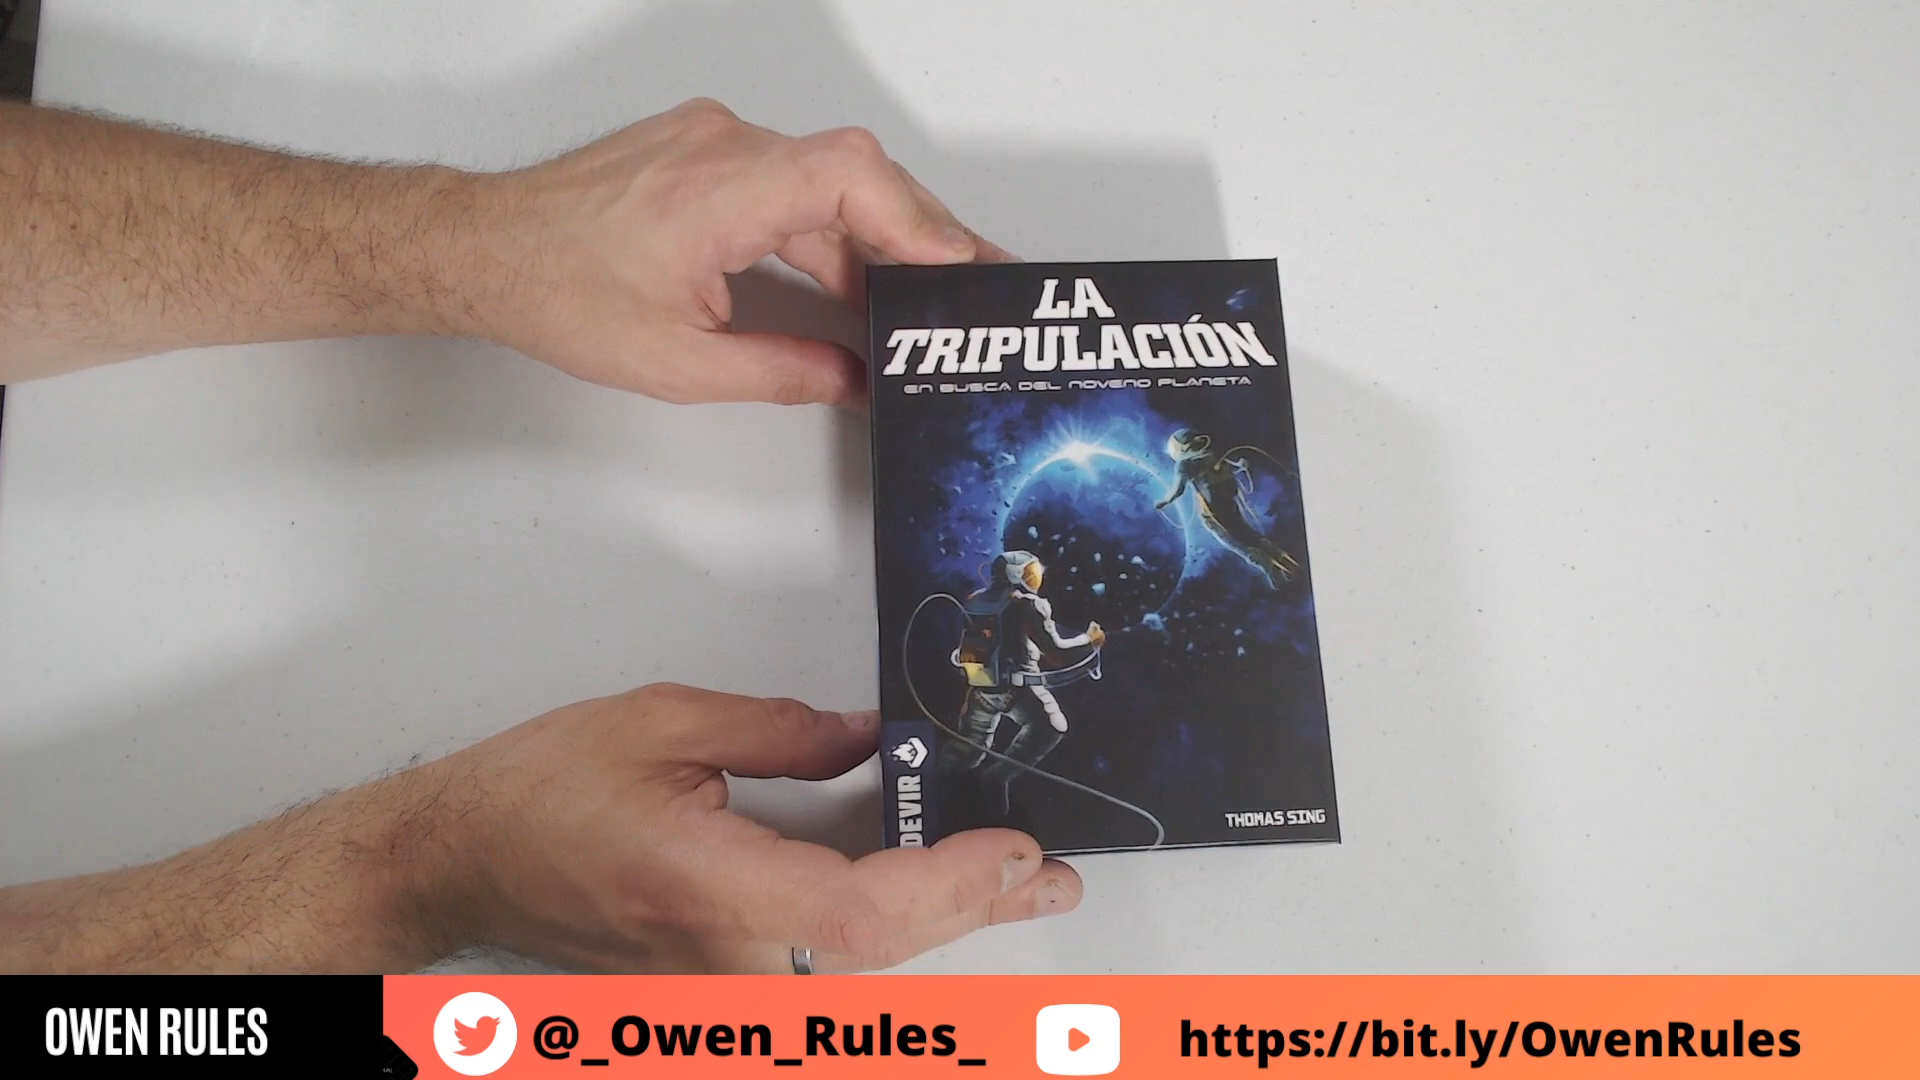 LA
TRIPULACIÓN
EN BUSCA DEL NOVENO PLANETA
DEVIR
THOMAS SING
OWEN RULES
@_Owen_Rules_
https://bit.ly/OwenRules